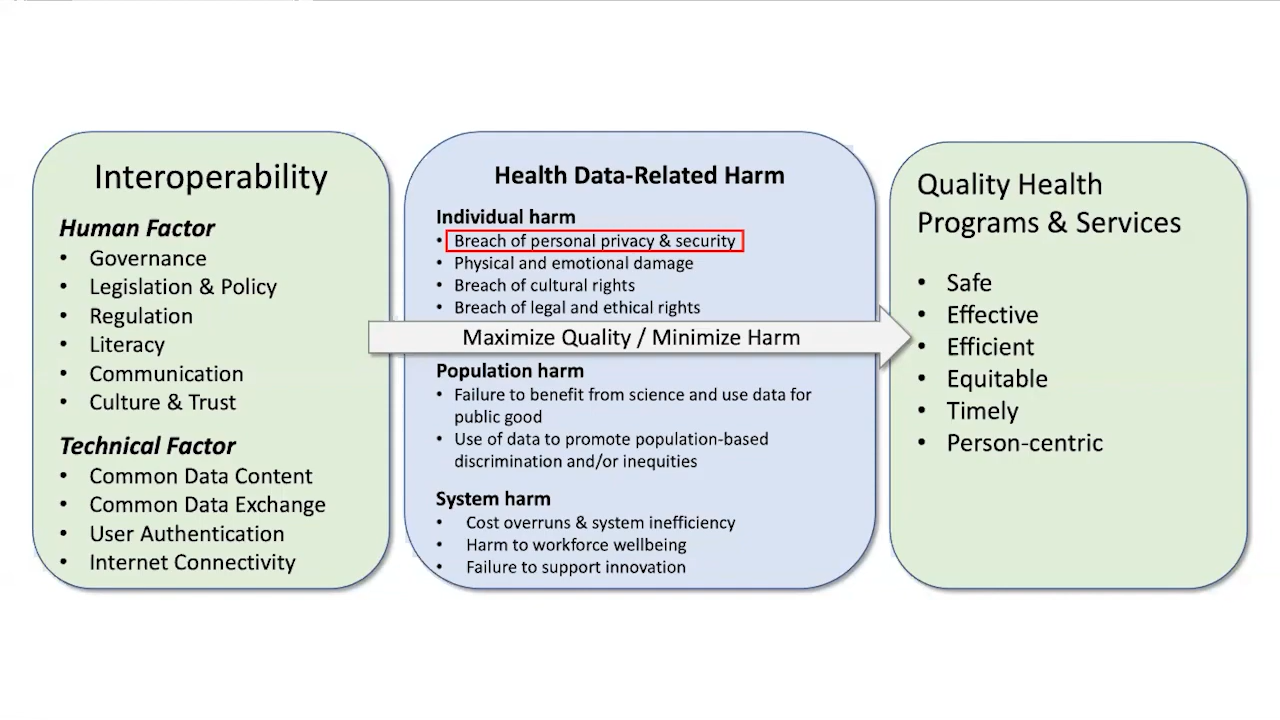 Interoperability
Human Factor
• Governance
• Legislation & Policy
• Regulation
• Literacy
• Communication
• Culture & Trust
Technical Factor
• Common Data Content
• Common Data Exchange
• User Authentication
• Internet Connectivity
Health Data-Related Harm
Individual harm
• Breach of personal privacy & security
• Physical and emotional damage
• Breach of cultural rights
• Breach of legal and ethical rights
Maximize Quality / Minimize Harm
Population harm
• Failure to benefit from science and use data for
public good
• Use of data to promote population-based
discrimination and/or inequities
System harm
• Cost overruns & system inefficiency
• Harm to workforce wellbeing
• Failure to support innovation
Quality Health
Programs & Services
• Safe
• Effective
• Efficient
• Equitable
• Timely
• Person-centric